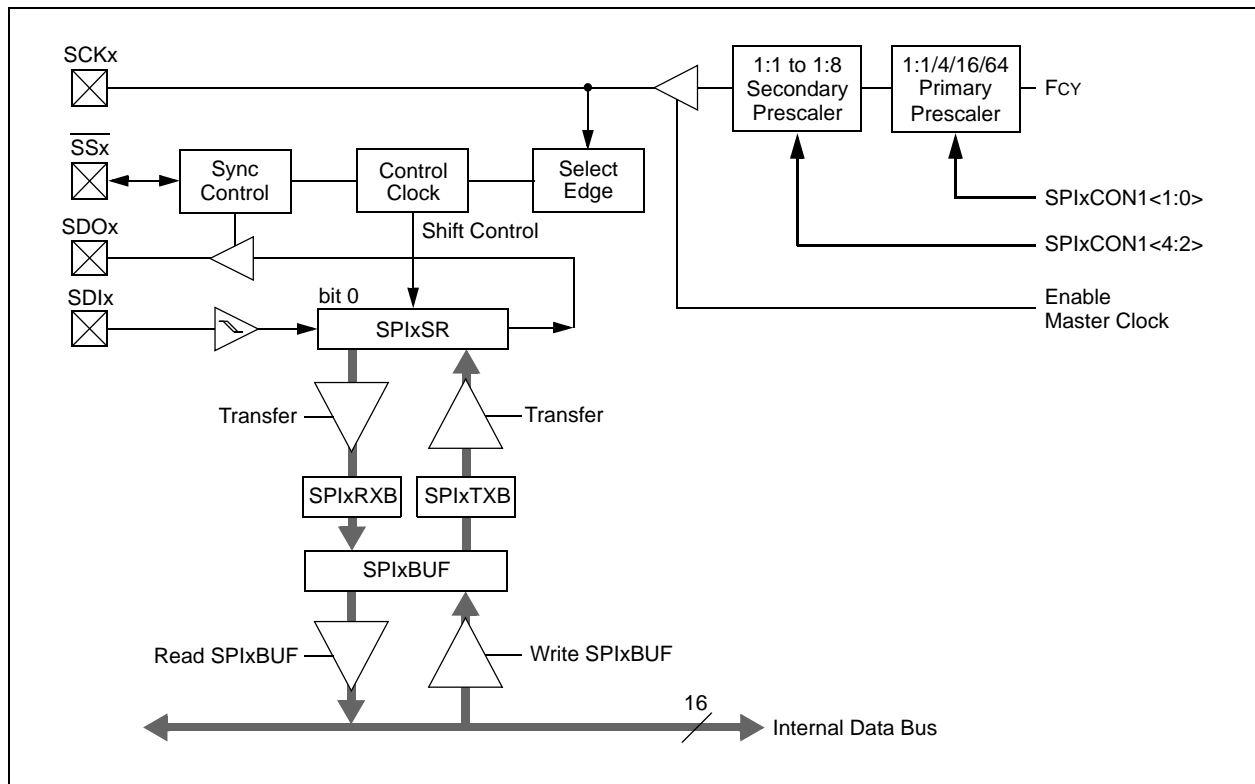 SCKx
1:1 to 1:8
Secondary
Prescaler
1:1/4/16/64
Primary
Prescaler
FCY
SSx
Sync
Control
Control
Clock
Select
Edge
SPIxCON1<1:0>
SDOx
Shift Control
SPIxCON1<4:2>
SDIx
bit 0
Enable
Master Clock
SPIxSR
Transfer
Transfer
SPIxRXB
SPIxTXB
SPIxBUF
Read SPIxBUF
Write SPIxBUF
16
Internal Data Bus